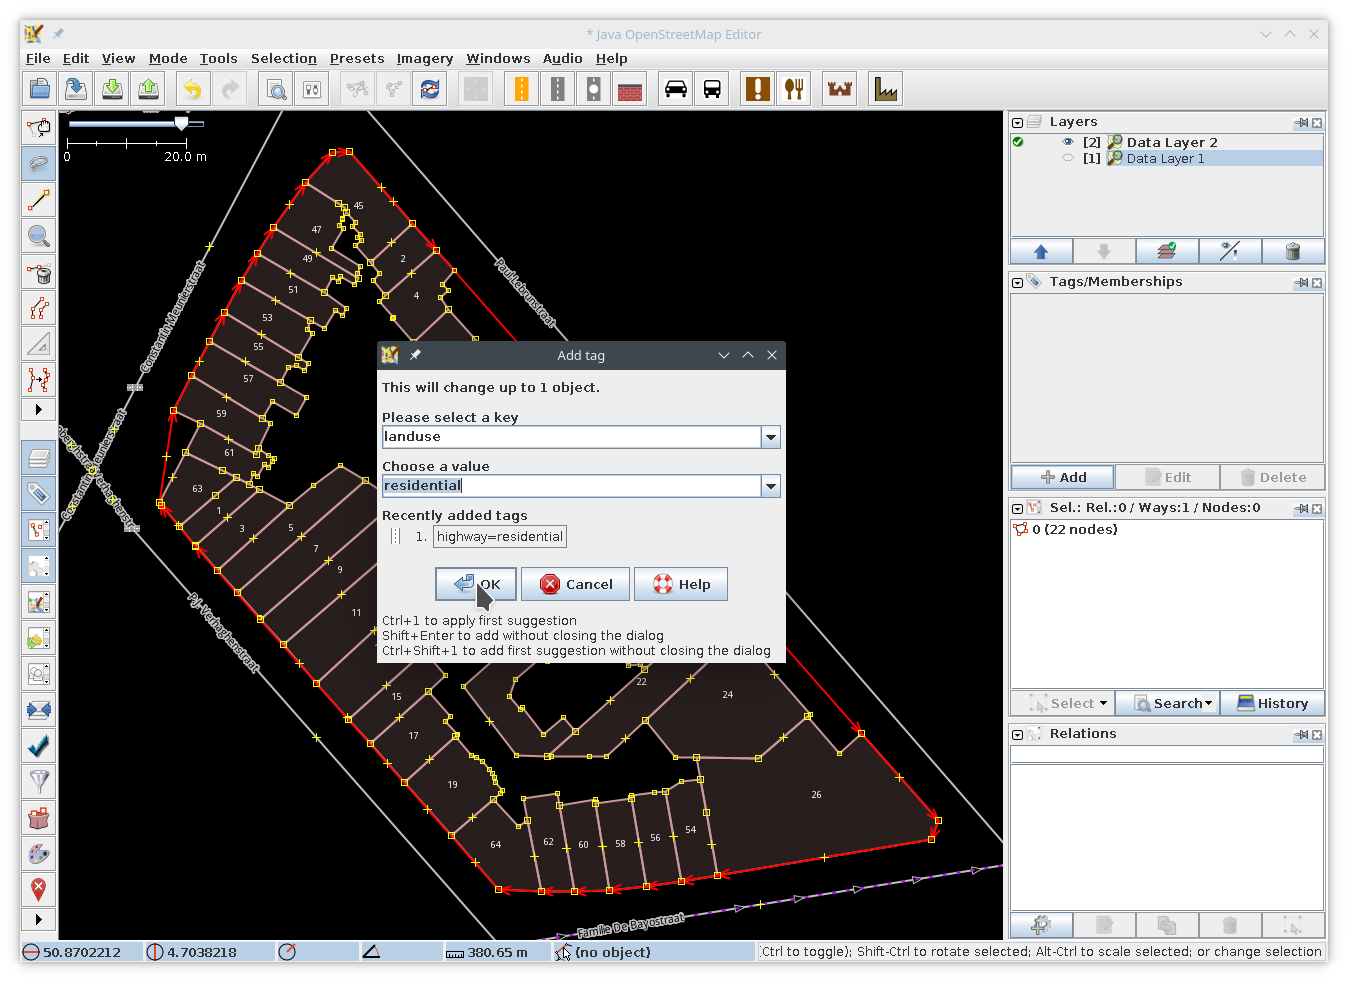 * Java OpenStreetMap Editor
File Edit View Mode Tools Selection Presets Imagery Windows Audio Help
0 20.0 m
Layers
[2] Data Layer 2
[1] Data Layer 1
Tags/Memberships
Add Edit Delete
Sel.: Rel.:0 / Ways:1 / Nodes:0
0 (22 nodes)
Select Search History
Relations
Constantin Meunierstraat
Paul Lebrunstraat
Constantin Meunierstraat
P.J. Verhaghenstraat
Familie De Bayostraat
45
47
2
49
4
51
53
55
57
59
61
63
1
3
5
7
9
11
15
17
19
22
24
26
64
62
60
58
56
54
Add tag
This will change up to 1 object.
Please select a key
landuse
Choose a value
residential
Recently added tags
1. highway=residential
OK Cancel Help
Ctrl+1 to apply first suggestion
Shift+Enter to add without closing the dialog
Ctrl+Shift+1 to add first suggestion without closing the dialog
50.8702212 4.7038218 380.65 m (no object) Ctrl to toggle); Shift-Ctrl to rotate selected; Alt-Ctrl to scale selected; or change selection